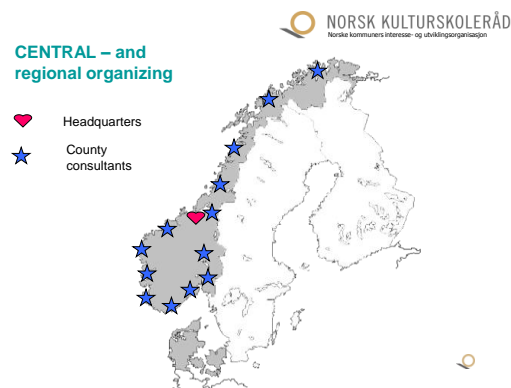 NORSK KULTURSKOLERÅD
Norske kommuners interesse- og utviklingsorganisasjon
CENTRAL – and
regional organizing
Headquarters
County
consultants